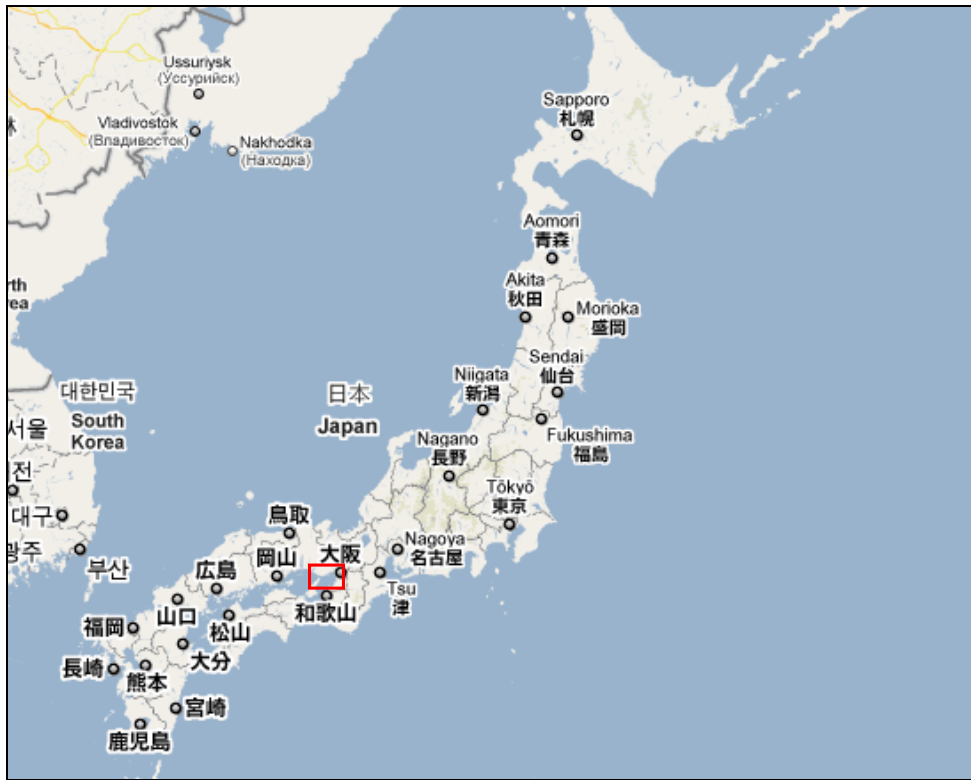 Ussuriysk
(Уссурийск)
Vladivostok
(Владивосток)
Nakhodka
(Находка)
Sapporo
札幌
Aomori
青森
Akita
秋田
Morioka
盛岡
Sendai
仙台
Niigata
新潟
Fukushima
福島
日本
Japan
대한민국
South
Korea
서울
Nagano
長野
Tōkyō
東京
대구
부산
鳥取
岡山
大阪
Nagoya
名古屋
広島
Tsu
津
山口
和歌山
福岡
松山
大分
長崎
熊本
宮崎
鹿児島